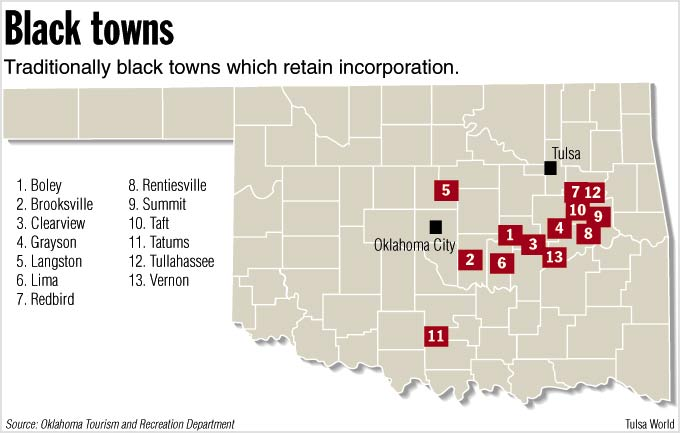 Black towns
Traditionally black towns which retain incorporation.
1. Boley
2. Brooksville
3. Clearview
4. Grayson
5. Langston
6. Lima
7. Redbird
8. Rentiesville
9. Summit
10. Taft
11. Tatums
12. Tullahassee
13. Vernon
Tulsa
5
7 12
10
9
Oklahoma City
1
4
8
3
2
6
13
11
Source: Oklahoma Tourism and Recreation Department
Tulsa World